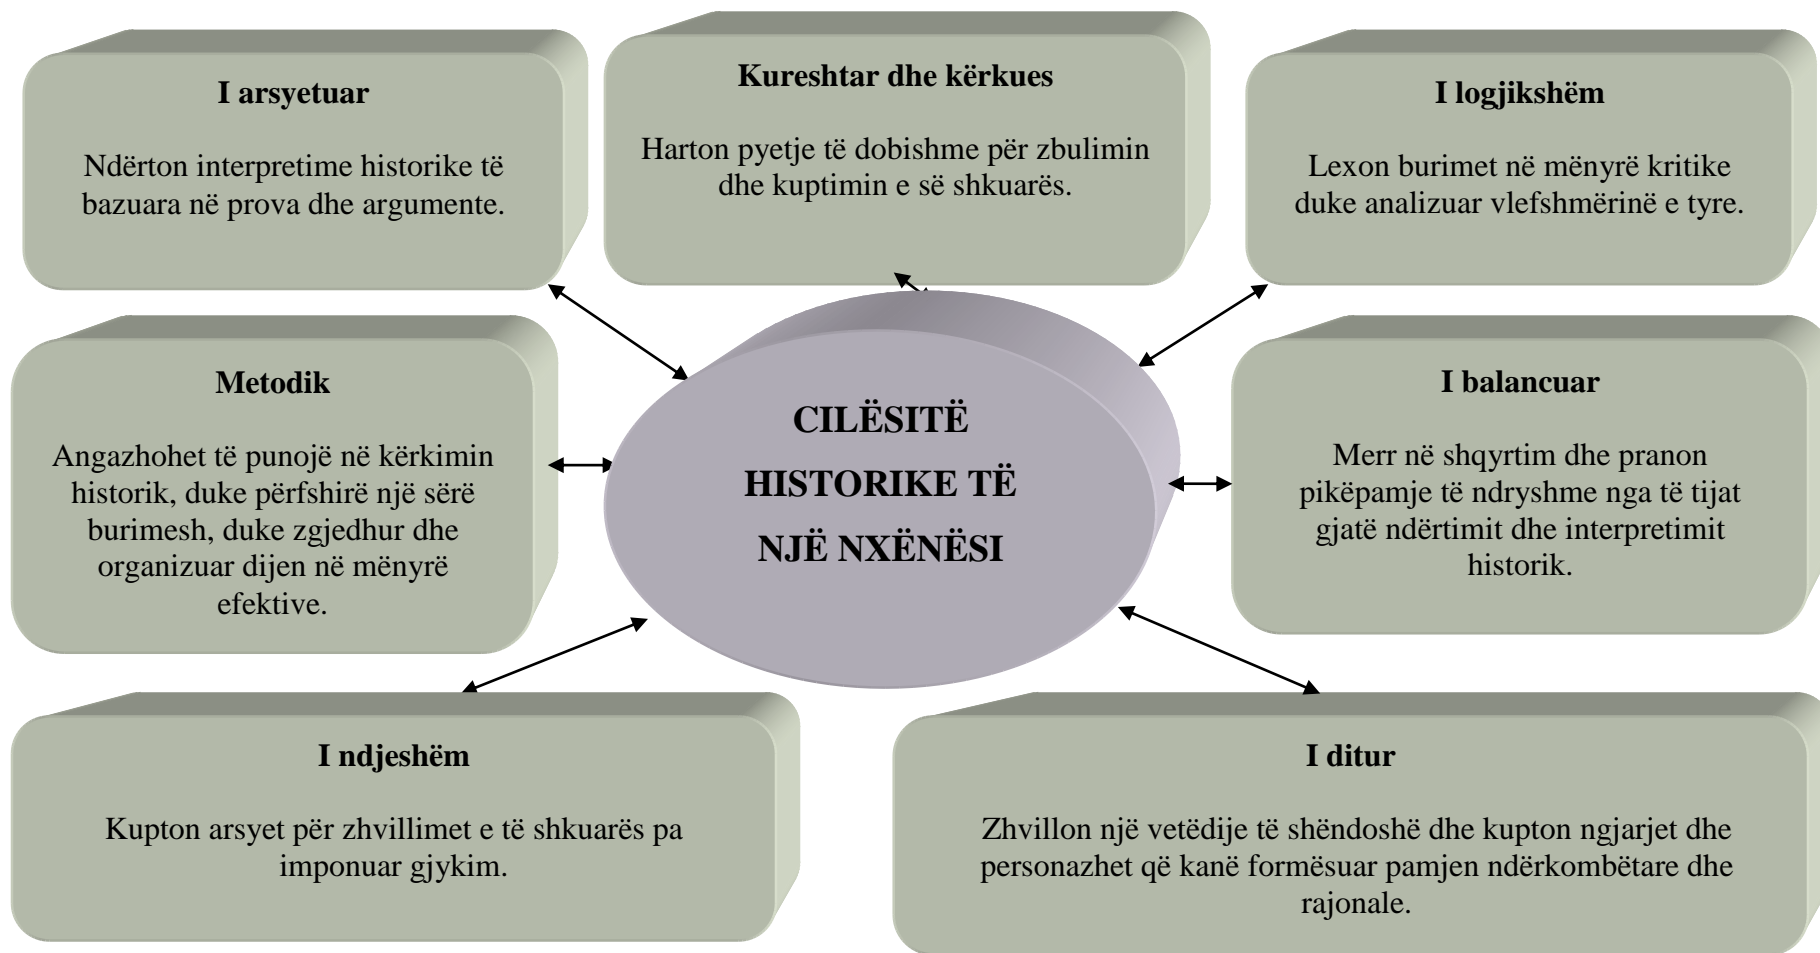 I arsyetuar
Ndërton interpretime historike të
bazuara në prova dhe argumente.
Kureshtar dhe kërkues
Harton pyetje të dobishme për zbulimin
dhe kuptimin e së shkuarës.
I logjikshëm
Lexon burimet në mënyrë kritike
duke analizuar vlefshmërinë e tyre.
Metodik
Angazhohet të punojë në kërkimin
historik, duke përfshirë një sërë
burimesh, duke zgjedhur dhe
organizuar dijen në mënyrë
efektive.
CILËSITË
HISTORIKE TË
NJË NXËNËSI
I balancuar
Merr në shqyrtim dhe pranon
pikëpamje të ndryshme nga të tijat
gjatë ndërtimit dhe interpretimit
historik.
I ndjeshëm
Kupton arsyet për zhvillimet e të shkuarës pa
imponuar gjykim.
I ditur
Zhvillon një vetëdije të shëndoshë dhe kupton ngjarjet dhe
personazhet që kanë formësuar pamjen ndërkombëtare dhe
rajonale.